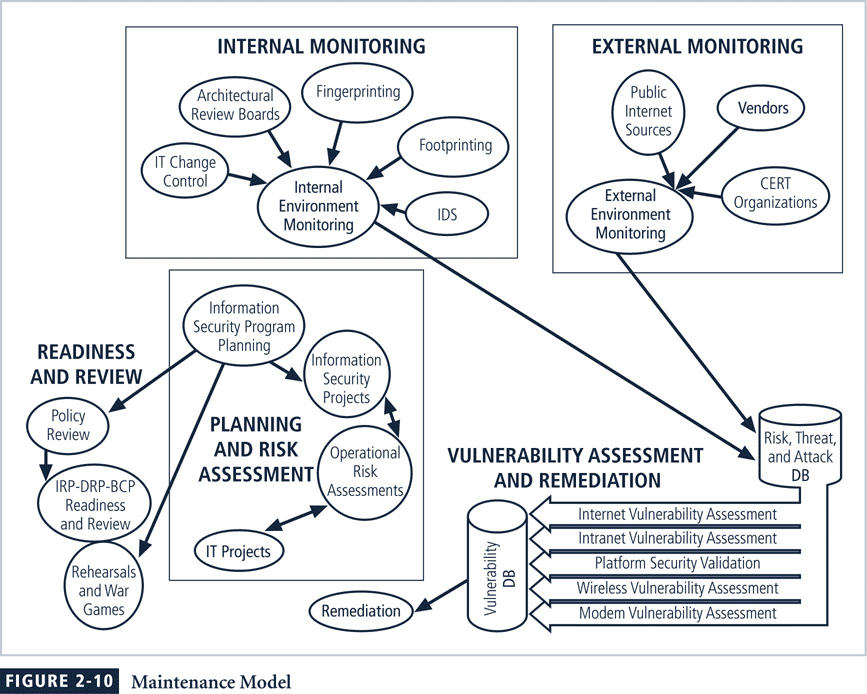 INTERNAL MONITORING
Architectural
Review Boards
Fingerprinting
IT Change
Control
Footprinting
Internal
Environment
Monitoring
IDS
EXTERNAL MONITORING
Public
Internet
Sources
Vendors
CERT
Organizations
External
Environment
Monitoring
READINESS
AND REVIEW
Policy
Review
IRP-DRP-BCP
Readiness
and Review
Rehearsals
and War
Games
Information
Security Program
Planning
Information
Security
Projects
PLANNING
AND RISK
ASSESSMENT
Operational
Risk
Assessments
IT Projects
VULNERABILITY ASSESSMENT
AND REMEDIATION
Risk, Threat,
and Attack
DB
Internet Vulnerability Assessment
Intranet Vulnerability Assessment
Platform Security Validation
Wireless Vulnerability Assessment
Modem Vulnerability Assessment
Vulnerability
DB
Remediation
FIGURE 2-10 Maintenance Model